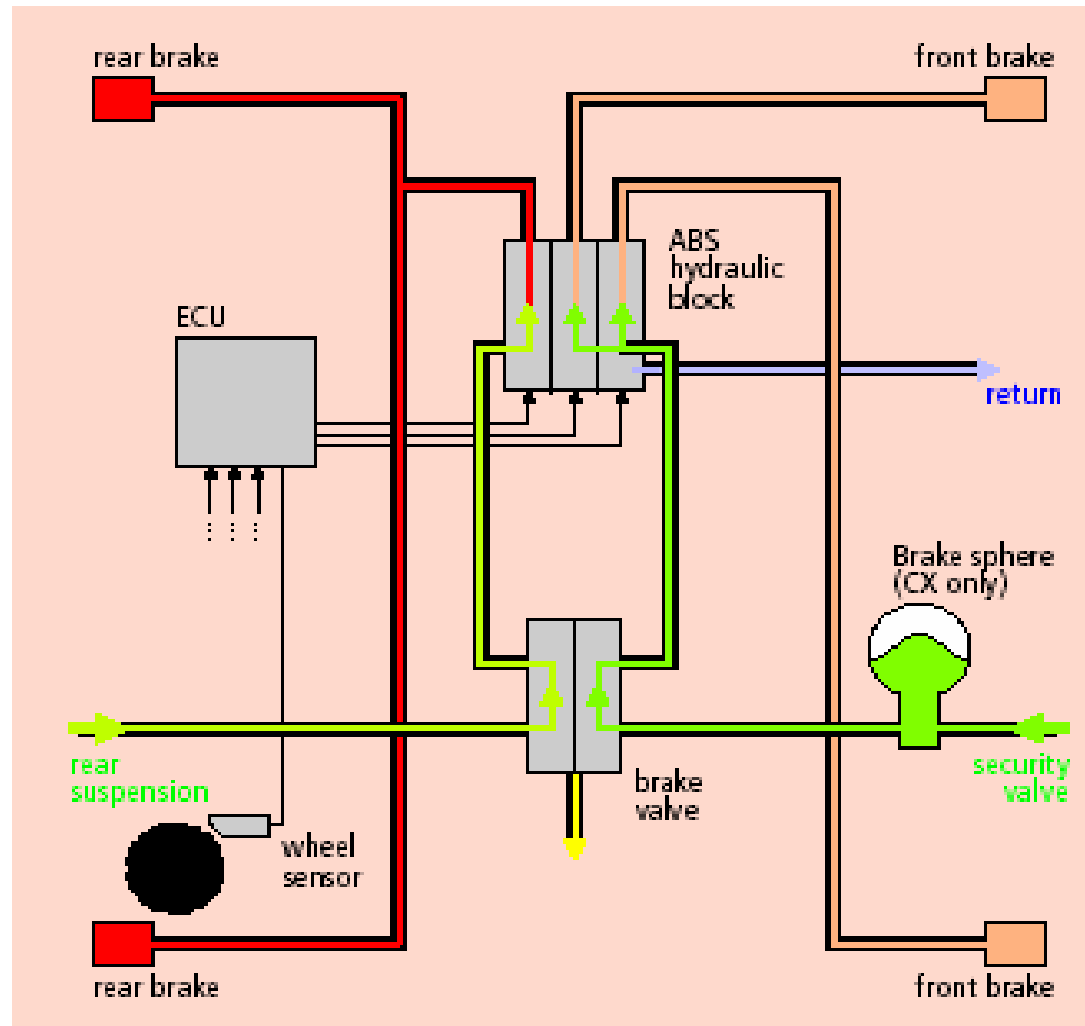 rear brake
front brake
ABS
hydraulic
block
ECU
return
Brake sphere
(CX only)
rear
suspension
security
valve
brake
valve
wheel
sensor
rear brake
front brake